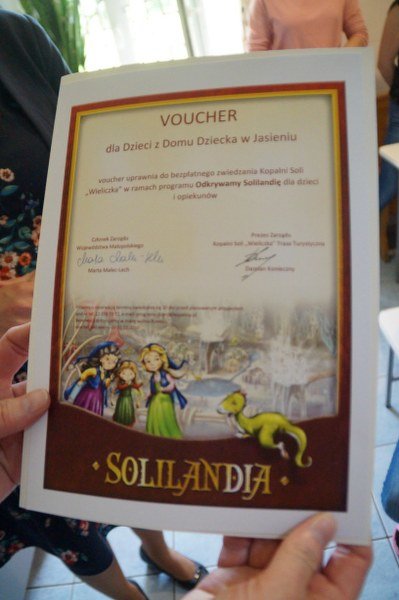 VOUCHER
dla Dzieci z Domu Dziecka w Jasieniu
voucher uprawnia do bezpłatnego zwiedzania Kopalni Soli
„Wieliczka" w ramach programu Odkrywamy Solilandię dla dzieci
i opiekunów
Członek Zarządu
Województwa Małopolskiego
Marta Malec-Lech
Prezes Zarządu
Kopalni Soli „Wieliczka" Trasa Turystyczna
Damian Konieczny
SOLILANDIA